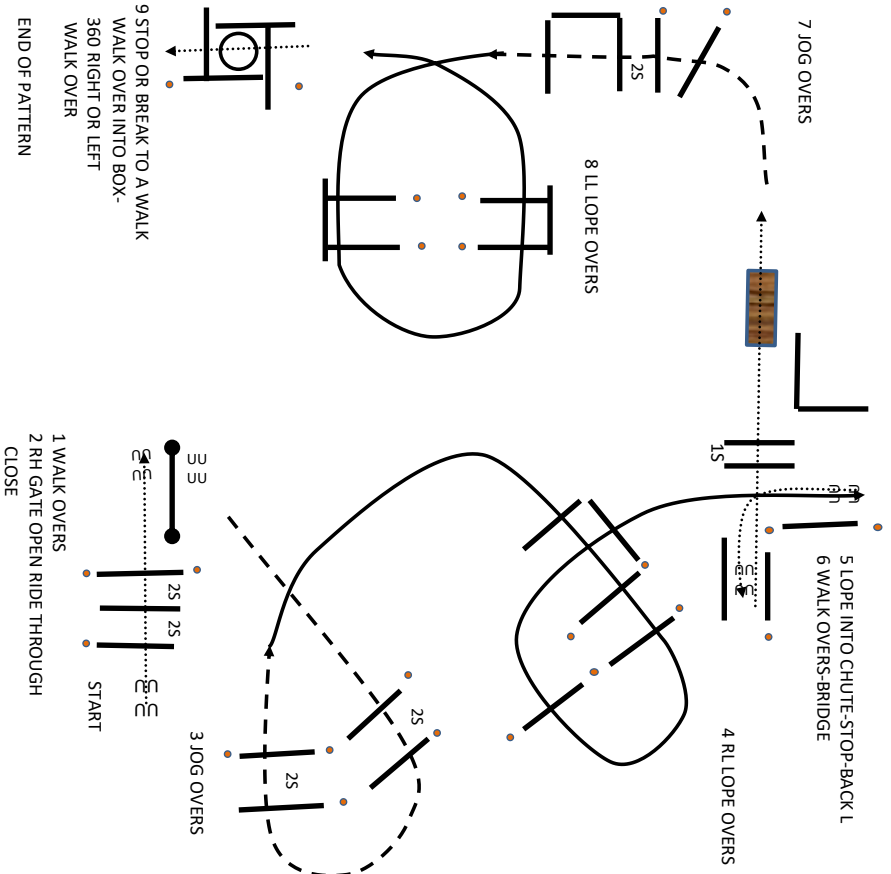 1 WALK OVERS
2 RH GATE OPEN RIDE THROUGH
CLOSE
START
2S
2S
3 JOG OVERS
2S
2S
4 RL LOPE OVERS
5 LOPE INTO CHUTE-STOP-BACK L
6 WALK OVERS-BRIDGE
1S
7 JOG OVERS
2S
8 LL LOPE OVERS
9 STOP OR BREAK TO A WALK
WALK OVER INTO BOX-
360 RIGHT OR LEFT
WALK OVER
END OF PATTERN